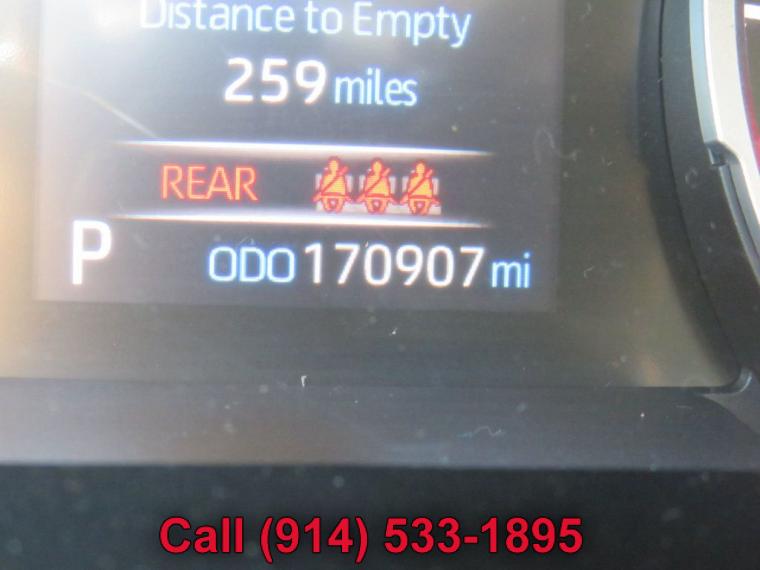 Distance to Empty
259 miles
REAR
P ODO 170907 mi
Call (914) 533-1895